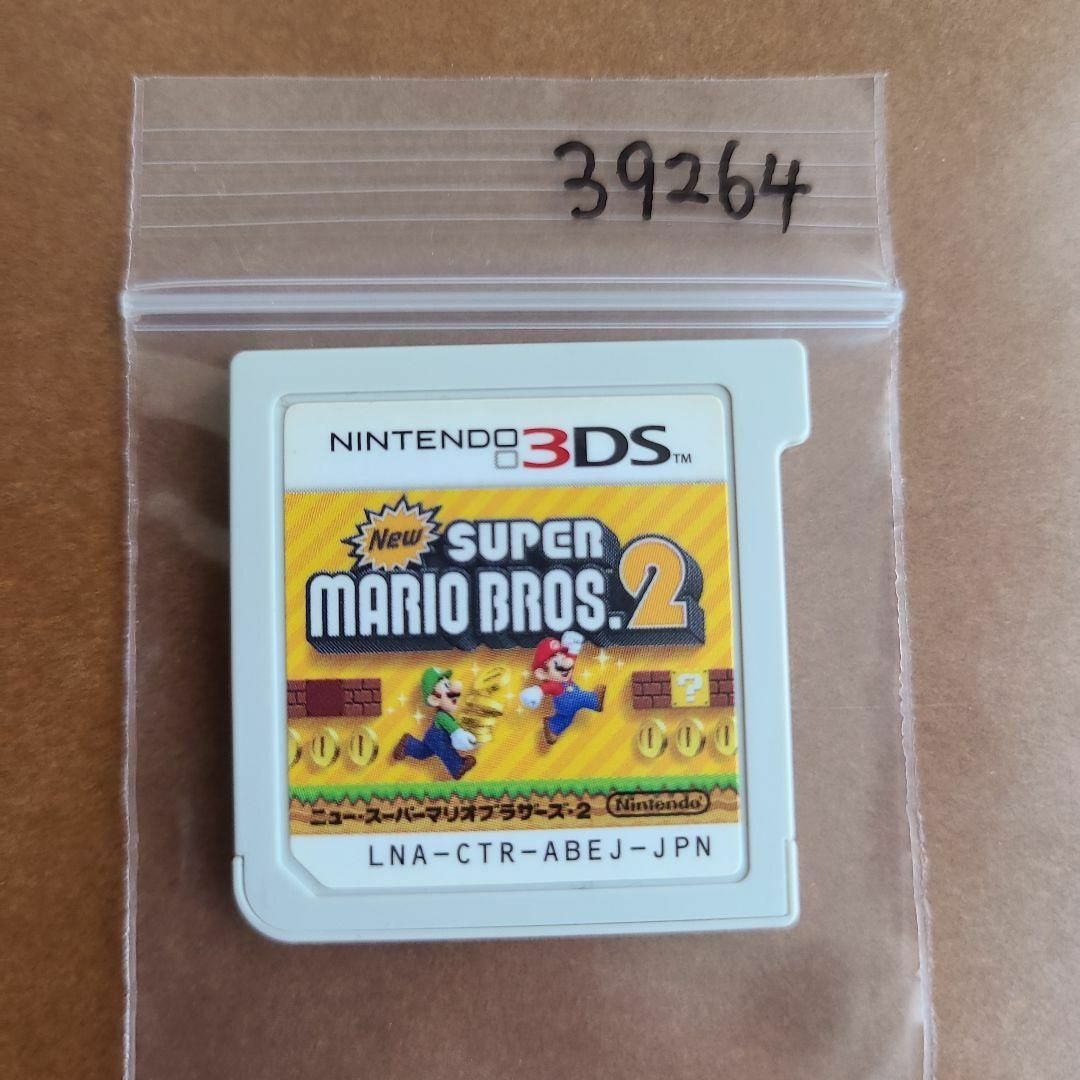 39264
NINTENDO 3DS™
New SUPER
MARIO BROS.™ 2
?
ニュー・スーパーマリオブラザーズ・2 Nintendo
LNA-CTR-ABEJ-JPN